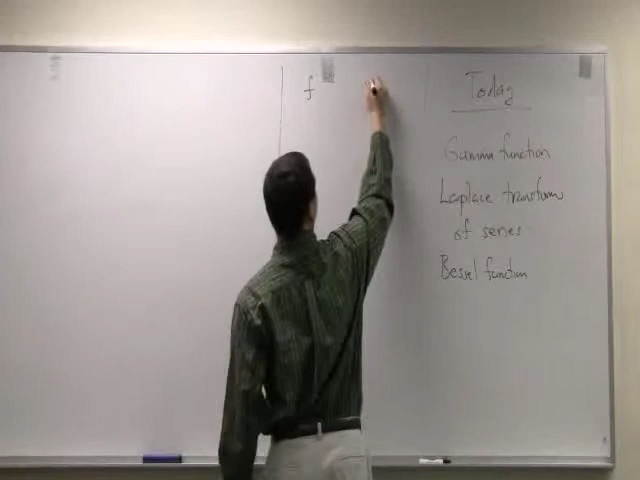 f
Today
Gamma function
Laplace transform
of series
Bessel function